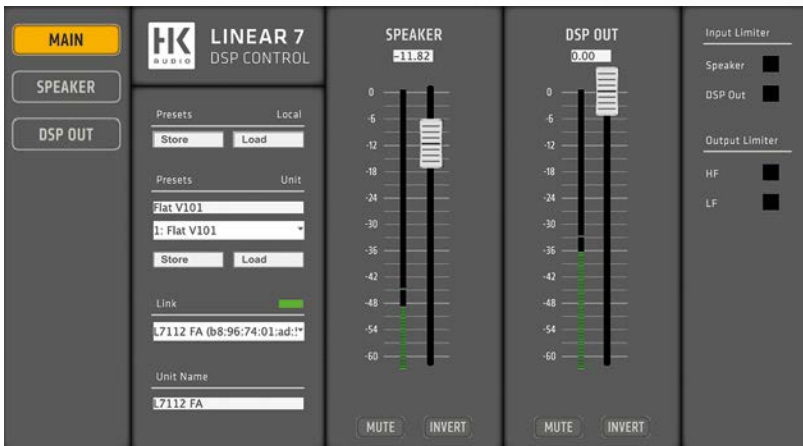 MAIN
SPEAKER
DSP OUT
HK
AUDIO
LINEAR 7
DSP CONTROL
Presets Local
Store Load
Presets Unit
Flat V101
1: Flat V101
Store Load
Link
L7112 FA (b8:96:74:01:ad:!
Unit Name
L7112 FA
SPEAKER
-11.82
0
-6
-12
-18
-24
-30
-36
-42
-48
-54
-60
MUTE INVERT
DSP OUT
0.00
0
-6
-12
-18
-24
-30
-36
-42
-48
-54
-60
MUTE INVERT
Input Limiter
Speaker
DSP Out
Output Limiter
HF
LF